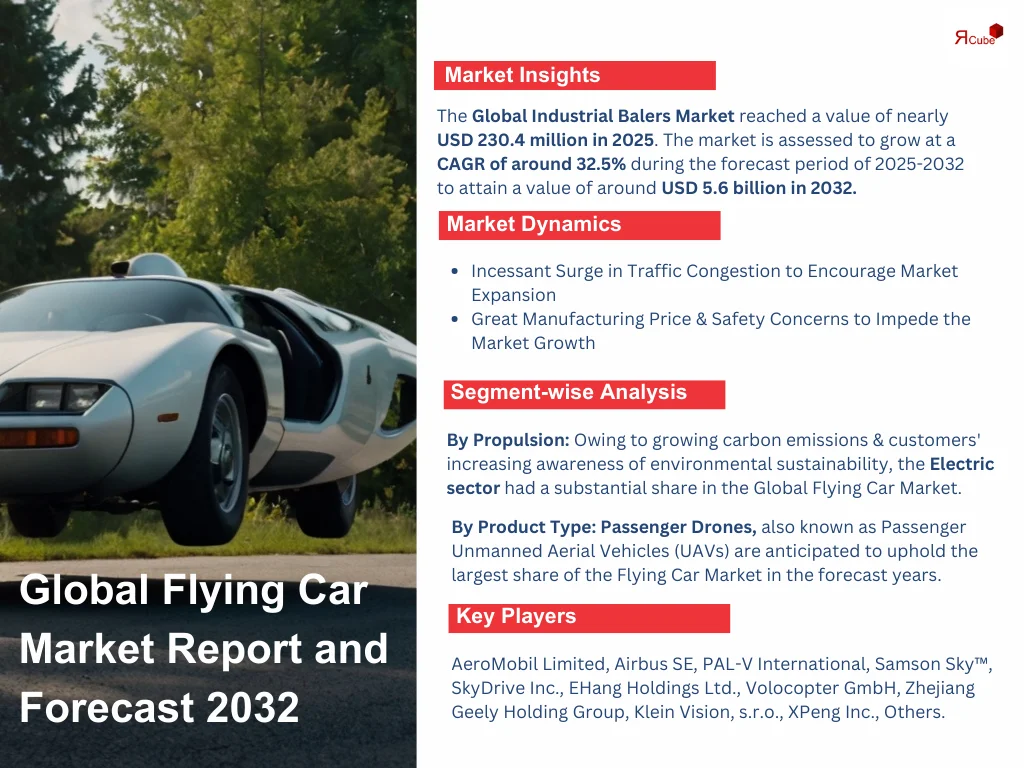 ЯCube
Market Insights
The Global Industrial Balers Market reached a value of nearly
USD 230.4 million in 2025. The market is assessed to grow at a
CAGR of around 32.5% during the forecast period of 2025-2032
to attain a value of around USD 5.6 billion in 2032.
Market Dynamics
• Incessant Surge in Traffic Congestion to Encourage Market
Expansion
• Great Manufacturing Price & Safety Concerns to Impede the
Market Growth
Segment-wise Analysis
By Propulsion: Owing to growing carbon emissions & customers'
increasing awareness of environmental sustainability, the Electric
sector had a substantial share in the Global Flying Car Market.
By Product Type: Passenger Drones, also known as Passenger
Unmanned Aerial Vehicles (UAVs) are anticipated to uphold the
largest share of the Flying Car Market in the forecast years.
Key Players
AeroMobil Limited, Airbus SE, PAL-V International, Samson Sky™,
SkyDrive Inc., EHang Holdings Ltd., Volocopter GmbH, Zhejiang
Geely Holding Group, Klein Vision, s.r.o., XPeng Inc., Others.
Global Flying Car
Market Report and
Forecast 2032